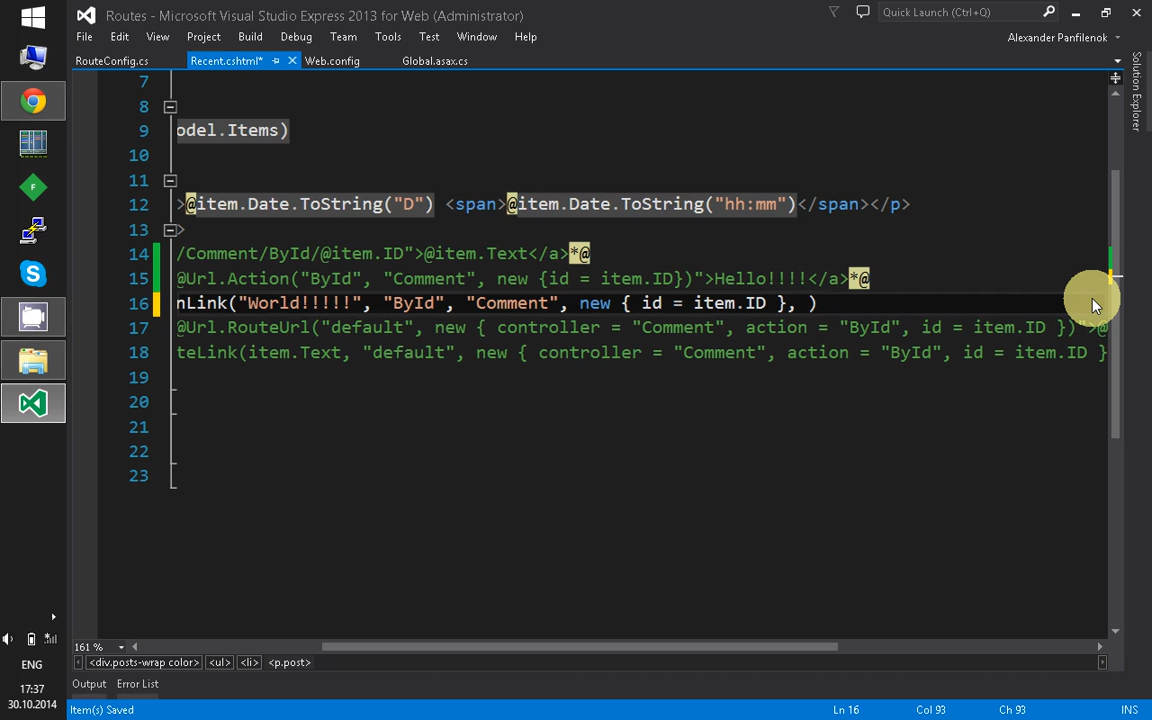 Routes - Microsoft Visual Studio Express 2013 for Web (Administrator)
Quick Launch (Ctrl+Q)
File Edit View Project Build Debug Team Tools Test Window Help
Alexander Panfilenok
RouteConfig.cs Recent.cshtml* Web.config Global.asax.cs
Solution Explorer
7
8
9 odel.Items)
10
11
12 >@item.Date.ToString("D") <span>@item.Date.ToString("hh:mm")</span></p>
13 >
14 /Comment/ById/@item.ID">@item.Text</a>*@
15 @Url.Action("ById", "Comment", new {id = item.ID})">Hello!!!!</a>*@
16 nLink("World!!!!!", "ById", "Comment", new { id = item.ID }, )
17 @Url.RouteUrl("default", new { controller = "Comment", action = "ById", id = item.ID })">@
18 teLink(item.Text, "default", new { controller = "Comment", action = "ById", id = item.ID }
19
20
21
22
23
161 %
<div.posts-wrap color> <ul> <li> <p.post>
Output Error List
Item(s) Saved Ln 16 Col 93 Ch 93 INS
ENG
17:37
30.10.2014